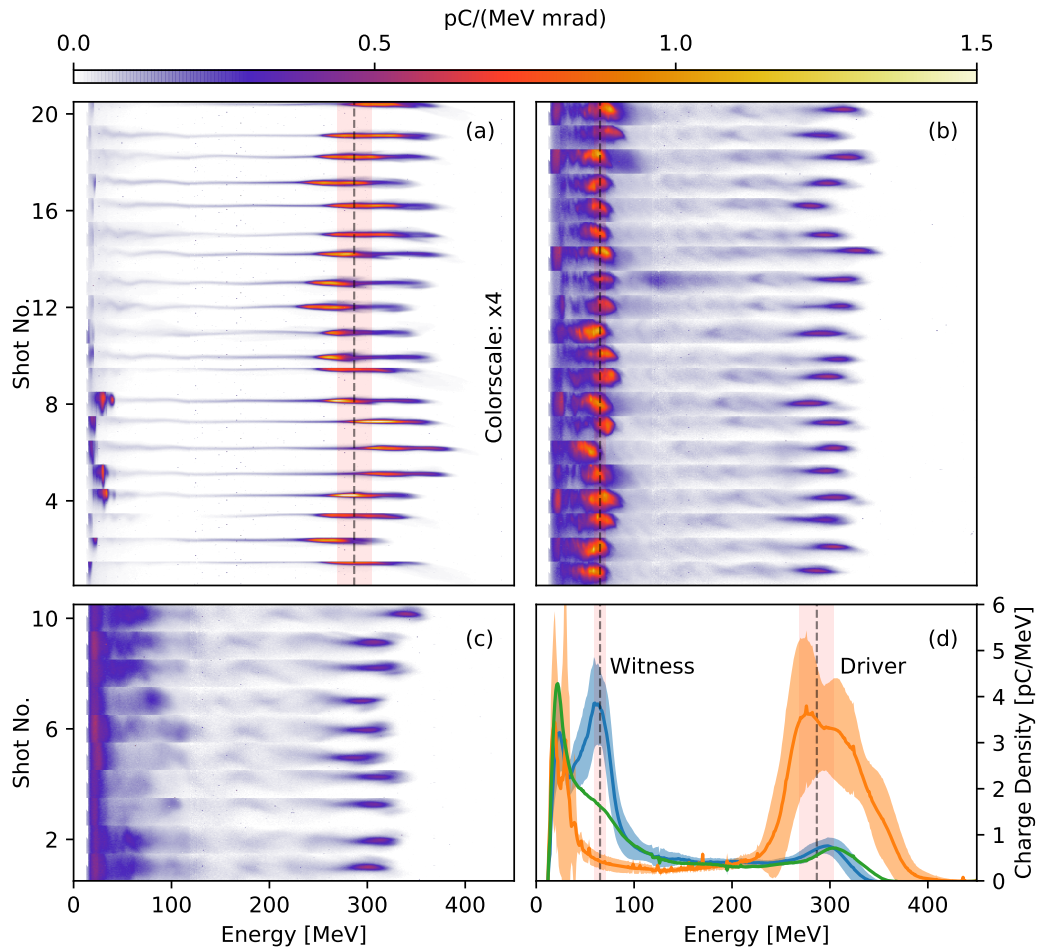 pC/(MeV mrad)
0.0 0.5 1.0 1.5
(a)
(b)
20
16
12
8
4
Shot No.
Colorscale: x4
(c)
(d)
10
6
2
Shot No.
Witness
Driver
6
5
4
3
2
1
0
Charge Density [pC/MeV]
0 100 200 300 400
0 100 200 300 400
Energy [MeV]
Energy [MeV]